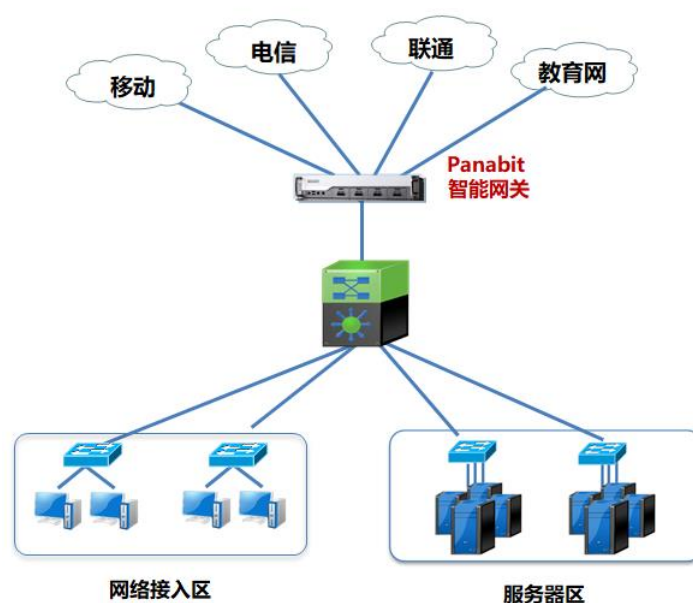 移动
电信
联通
教育网
Panabit
智能网关
网络接入区
服务器区